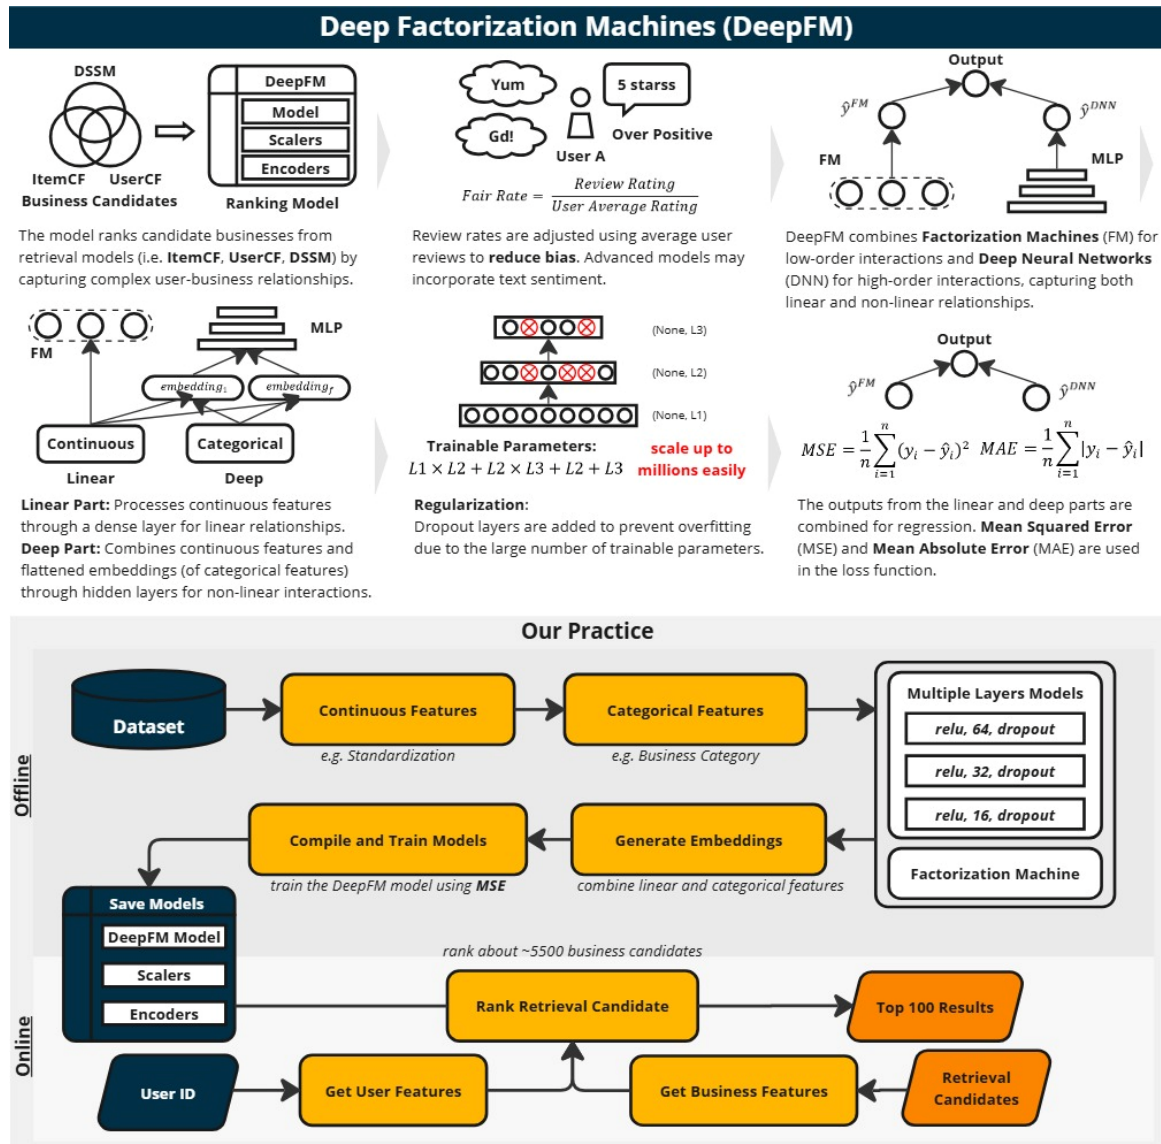 Deep Factorization Machines (DeepFM)
DSSM
ItemCF UserCF
Business Candidates
DeepFM
Model
Scalers
Encoders
Ranking Model
The model ranks candidate businesses from
retrieval models (i.e. ItemCF, UserCF, DSSM) by
capturing complex user-business relationships.
Yum
Gd!
5 starss
Over Positive
User A
Fair Rate = Review Rating / User Average Rating
Review rates are adjusted using average user
reviews to reduce bias. Advanced models may
incorporate text sentiment.
Output
ŷ^FM
ŷ^DNN
FM
MLP
DeepFM combines Factorization Machines (FM) for
low-order interactions and Deep Neural Networks
(DNN) for high-order interactions, capturing both
linear and non-linear relationships.
FM
MLP
embedding₁
embedding_f
Continuous
Categorical
Linear
Deep
Linear Part: Processes continuous features
through a dense layer for linear relationships.
Deep Part: Combines continuous features and
flattened embeddings (of categorical features)
through hidden layers for non-linear interactions.
(None, L3)
(None, L2)
(None, L1)
Trainable Parameters:
L1 × L2 + L2 × L3 + L2 + L3
scale up to
millions easily
Regularization:
Dropout layers are added to prevent overfitting
due to the large number of trainable parameters.
Output
ŷ^FM
ŷ^DNN
MSE = 1/n ∑_{i=1}^{n} (y_i − ŷ_i)² MAE = 1/n ∑_{i=1}^{n} |y_i − ŷ_i|
The outputs from the linear and deep parts are
combined for regression. Mean Squared Error
(MSE) and Mean Absolute Error (MAE) are used
in the loss function.
Our Practice
Offline
Dataset
Continuous Features
e.g. Standardization
Categorical Features
e.g. Business Category
Multiple Layers Models
relu, 64, dropout
relu, 32, dropout
relu, 16, dropout
Factorization Machine
Generate Embeddings
combine linear and categorical features
Compile and Train Models
train the DeepFM model using MSE
Save Models
DeepFM Model
Scalers
Encoders
Online
rank about ~5500 business candidates
Rank Retrieval Candidate
Top 100 Results
User ID
Get User Features
Get Business Features
Retrieval
Candidates